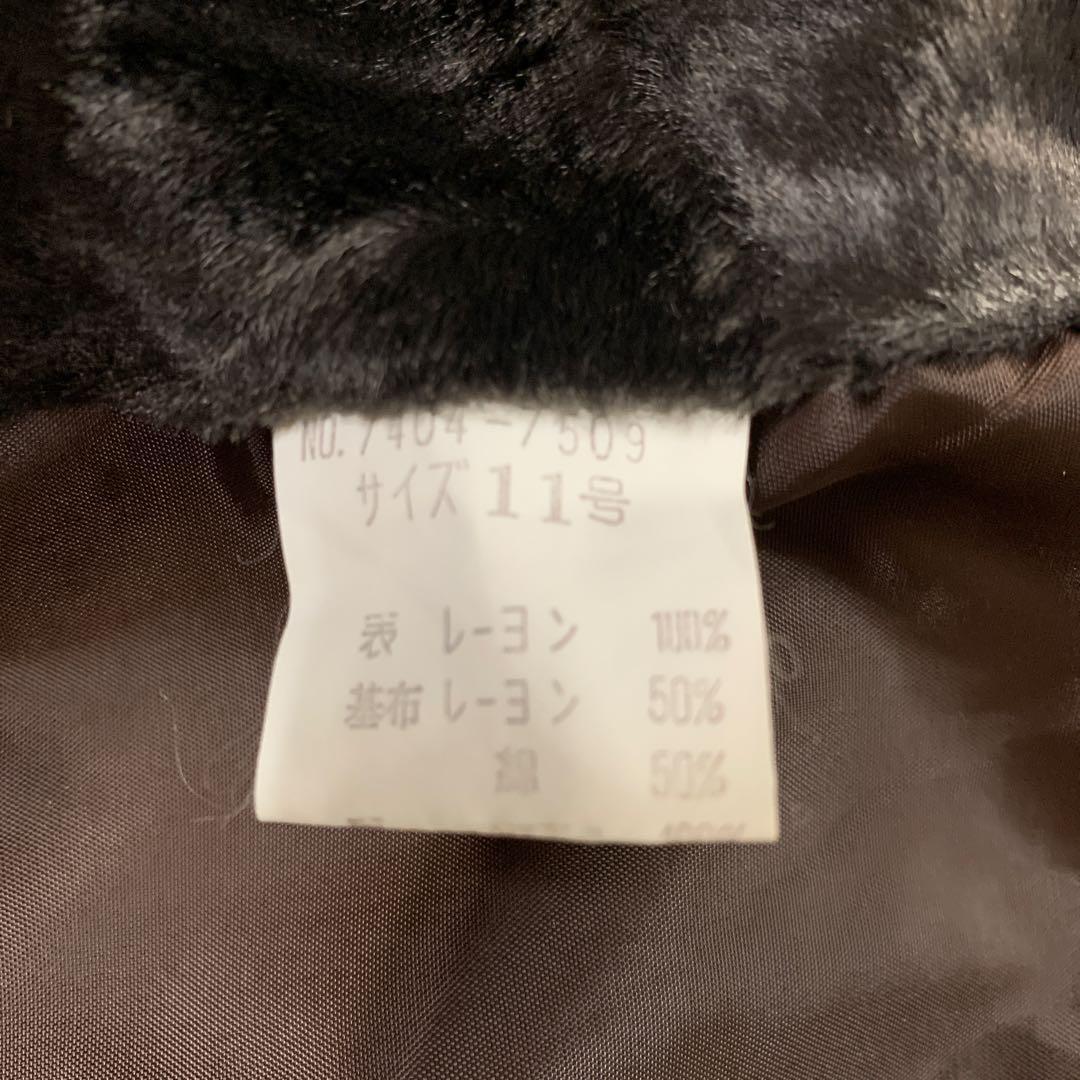 NO.7404-7509
サイズ11号
表 レーヨン 100%
基布レーヨン 50%
綿 50%
100%